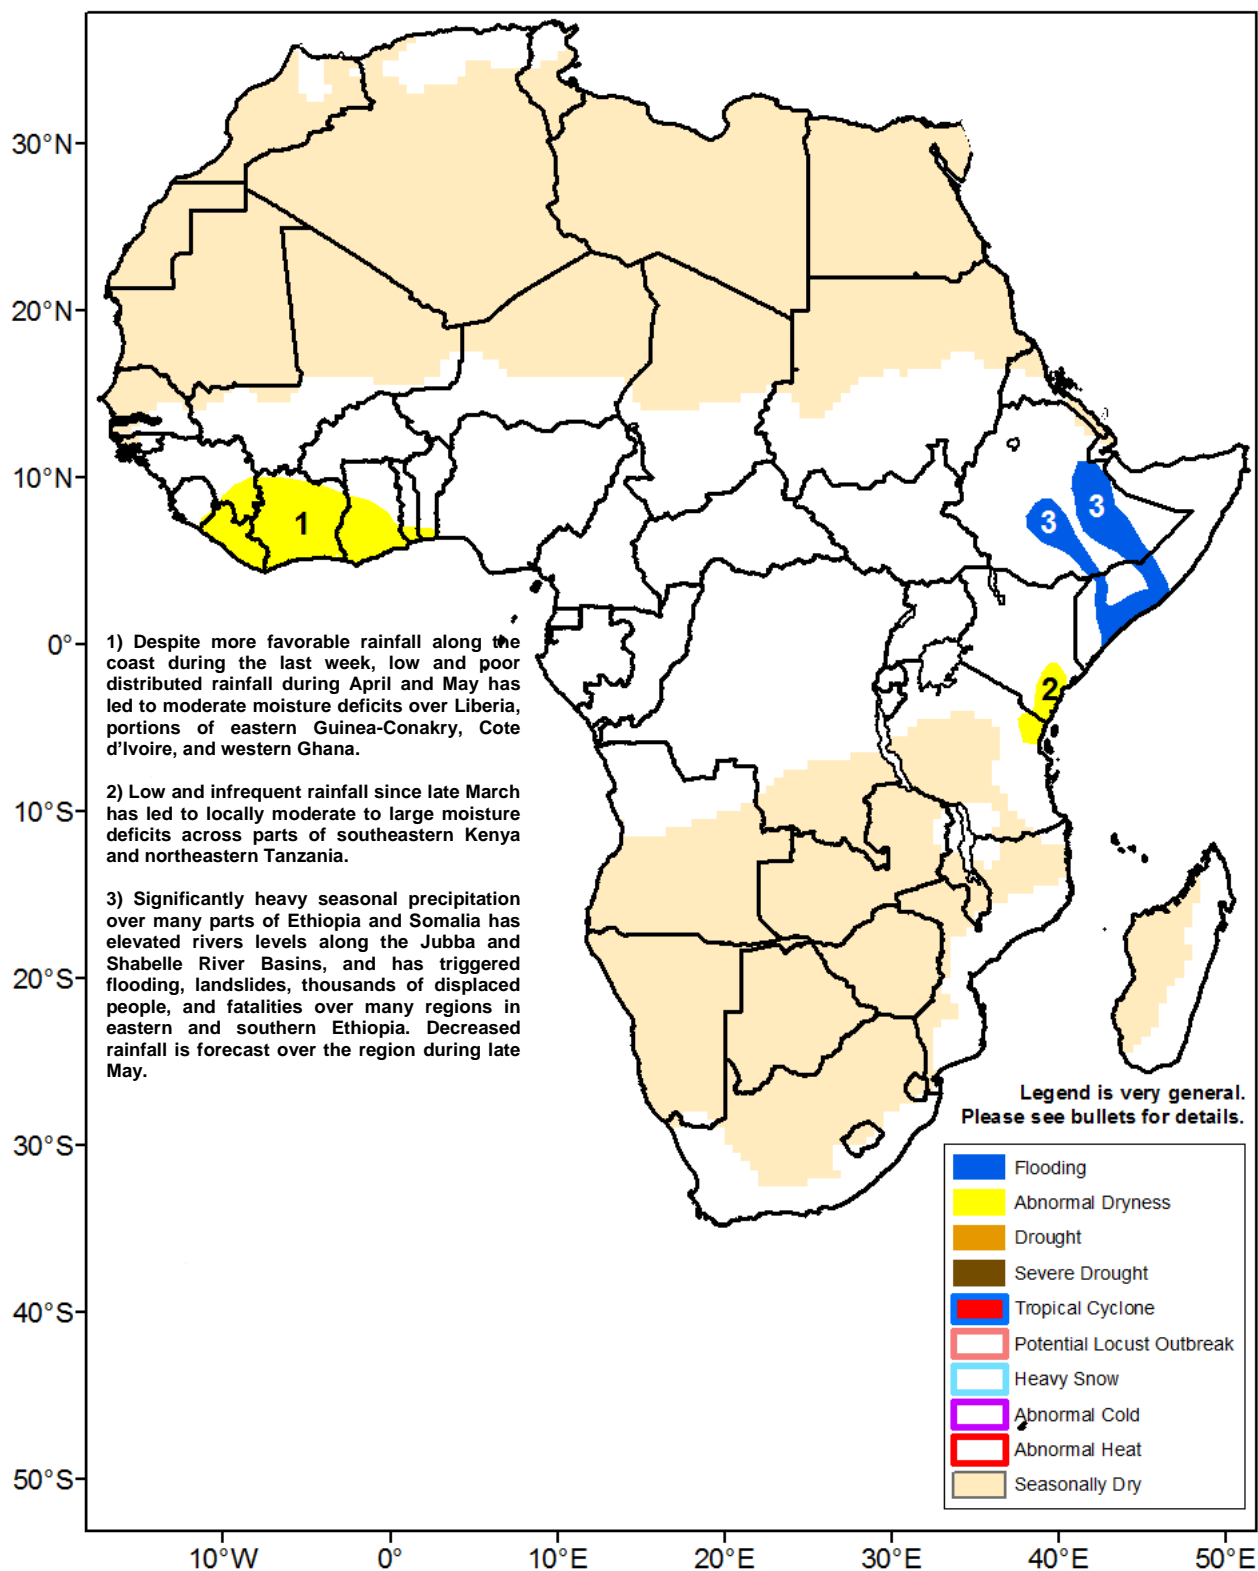 30°N
20°N
10°N
0°
10°S
20°S
30°S
40°S
50°S
10°W
0°
10°E
20°E
30°E
40°E
50°E
1
2
3
3
1) Despite more favorable rainfall along the
coast during the last week, low and poor
distributed rainfall during April and May has
led to moderate moisture deficits over Liberia,
portions of eastern Guinea-Conakry, Cote
d'Ivoire, and western Ghana.
2) Low and infrequent rainfall since late March
has led to locally moderate to large moisture
deficits across parts of southeastern Kenya
and northeastern Tanzania.
3) Significantly heavy seasonal precipitation
over many parts of Ethiopia and Somalia has
elevated rivers levels along the Jubba and
Shabelle River Basins, and has triggered
flooding, landslides, thousands of displaced
people, and fatalities over many regions in
eastern and southern Ethiopia. Decreased
rainfall is forecast over the region during late
May.
Legend is very general.
Please see bullets for details.
Flooding
Abnormal Dryness
Drought
Severe Drought
Tropical Cyclone
Potential Locust Outbreak
Heavy Snow
Abnormal Cold
Abnormal Heat
Seasonally Dry